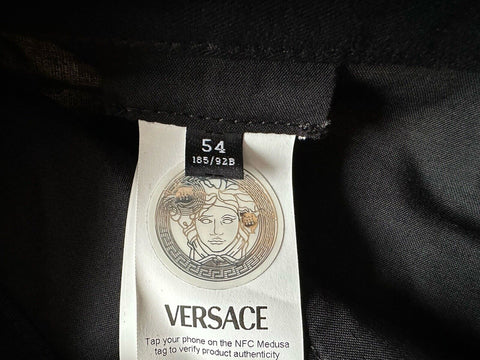 54
185/92B
VERSACE
Tap your phone on the NFC Medusa
tag to verify product authenticity